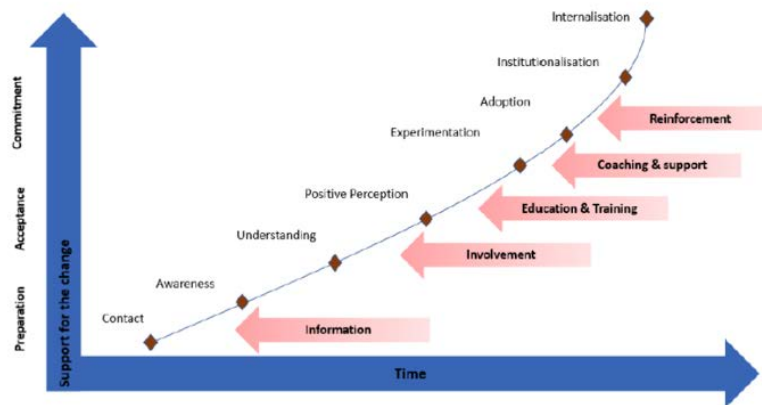 Internalisation
Institutionalisation
Adoption
Reinforcement
Experimentation
Coaching & support
Positive Perception
Education & Training
Understanding
Involvement
Awareness
Contact
Information
Commitment
Acceptance
Preparation
Support for the change
Time